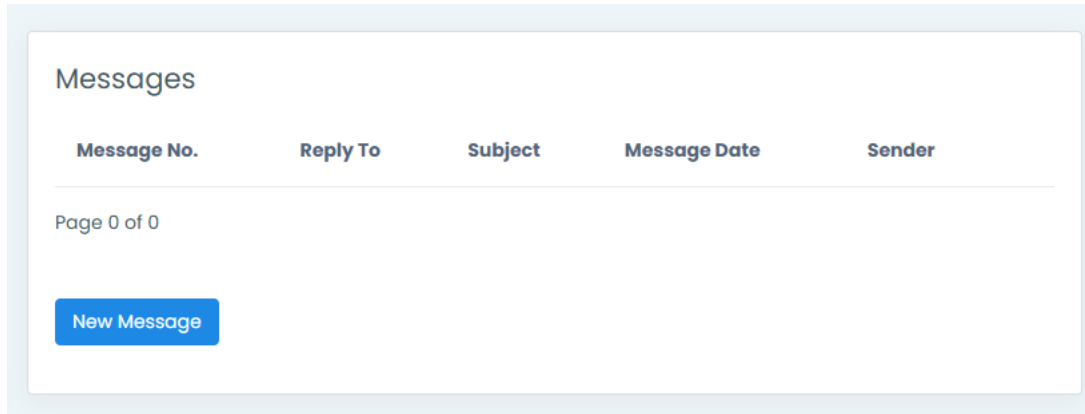 Messages
Message No. Reply To Subject Message Date Sender
Page 0 of 0
New Message